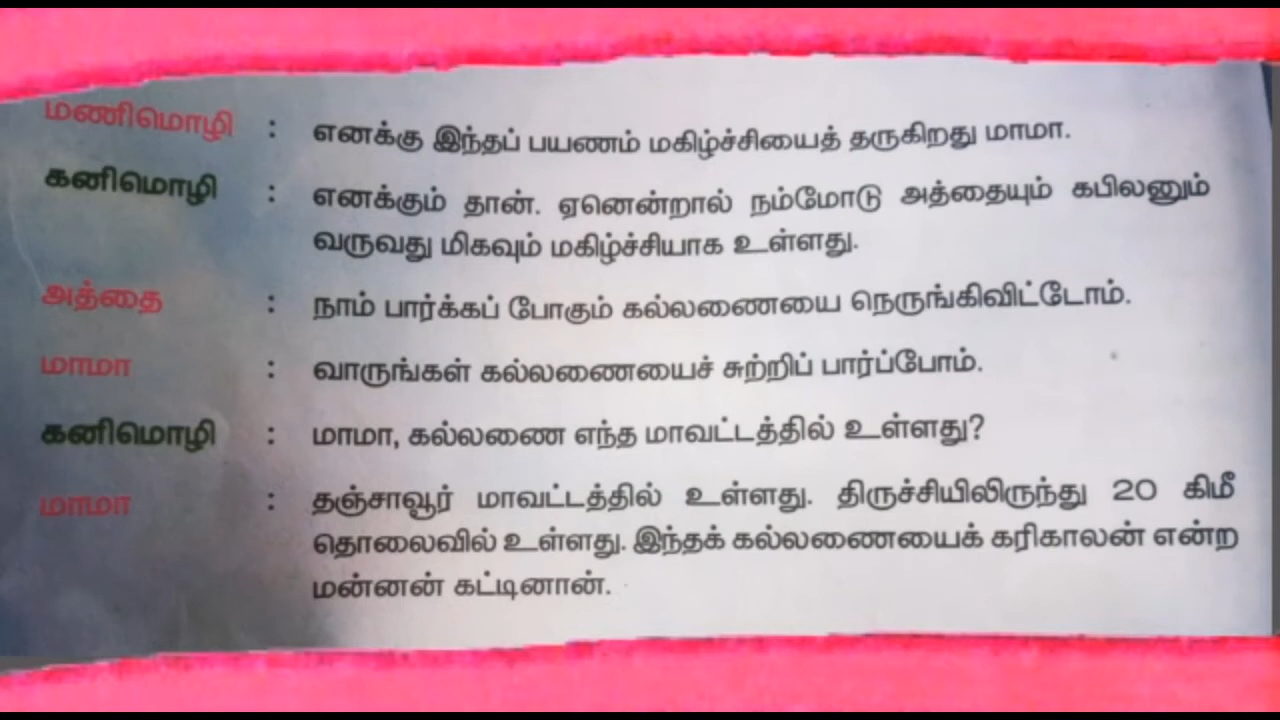 மணிமொழி : எனக்கு இந்தப் பயணம் மகிழ்ச்சியைத் தருகிறது மாமா.
கனிமொழி : எனக்கும் தான். ஏனென்றால் நம்மோடு அத்தையும் கபிலனும்
வருவது மிகவும் மகிழ்ச்சியாக உள்ளது.
அத்தை : நாம் பார்க்கப் போகும் கல்லணையை நெருங்கிவிட்டோம்.
மாமா : வாருங்கள் கல்லணையைச் சுற்றிப் பார்ப்போம்.
கனிமொழி : மாமா, கல்லணை எந்த மாவட்டத்தில் உள்ளது?
மாமா : தஞ்சாவூர் மாவட்டத்தில் உள்ளது. திருச்சியிலிருந்து 20 கிமீ
தொலைவில் உள்ளது. இந்தக் கல்லணையைக் கரிகாலன் என்ற
மன்னன் கட்டினான்.